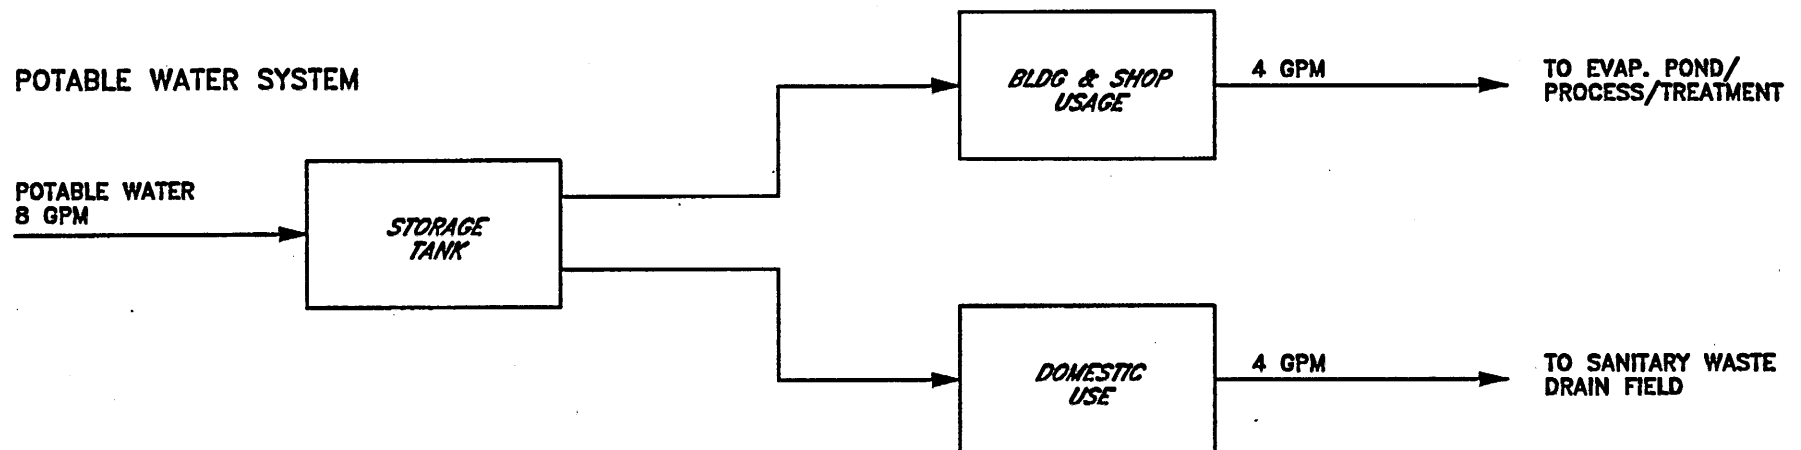 POTABLE WATER SYSTEM
POTABLE WATER
8 GPM
STORAGE
TANK
BLDG & SHOP
USAGE
4 GPM
TO EVAP. POND/
PROCESS/TREATMENT
DOMESTIC
USE
4 GPM
TO SANITARY WASTE
DRAIN FIELD